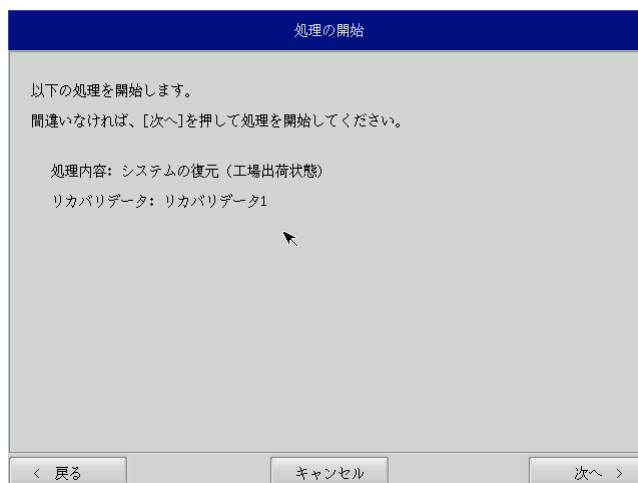 処理の開始
以下の処理を開始します。
間違いなければ、[次へ]を押して処理を開始してください。
処理内容: システムの復元（工場出荷状態）
リカバリデータ: リカバリデータ1
< 戻る
キャンセル
次へ >